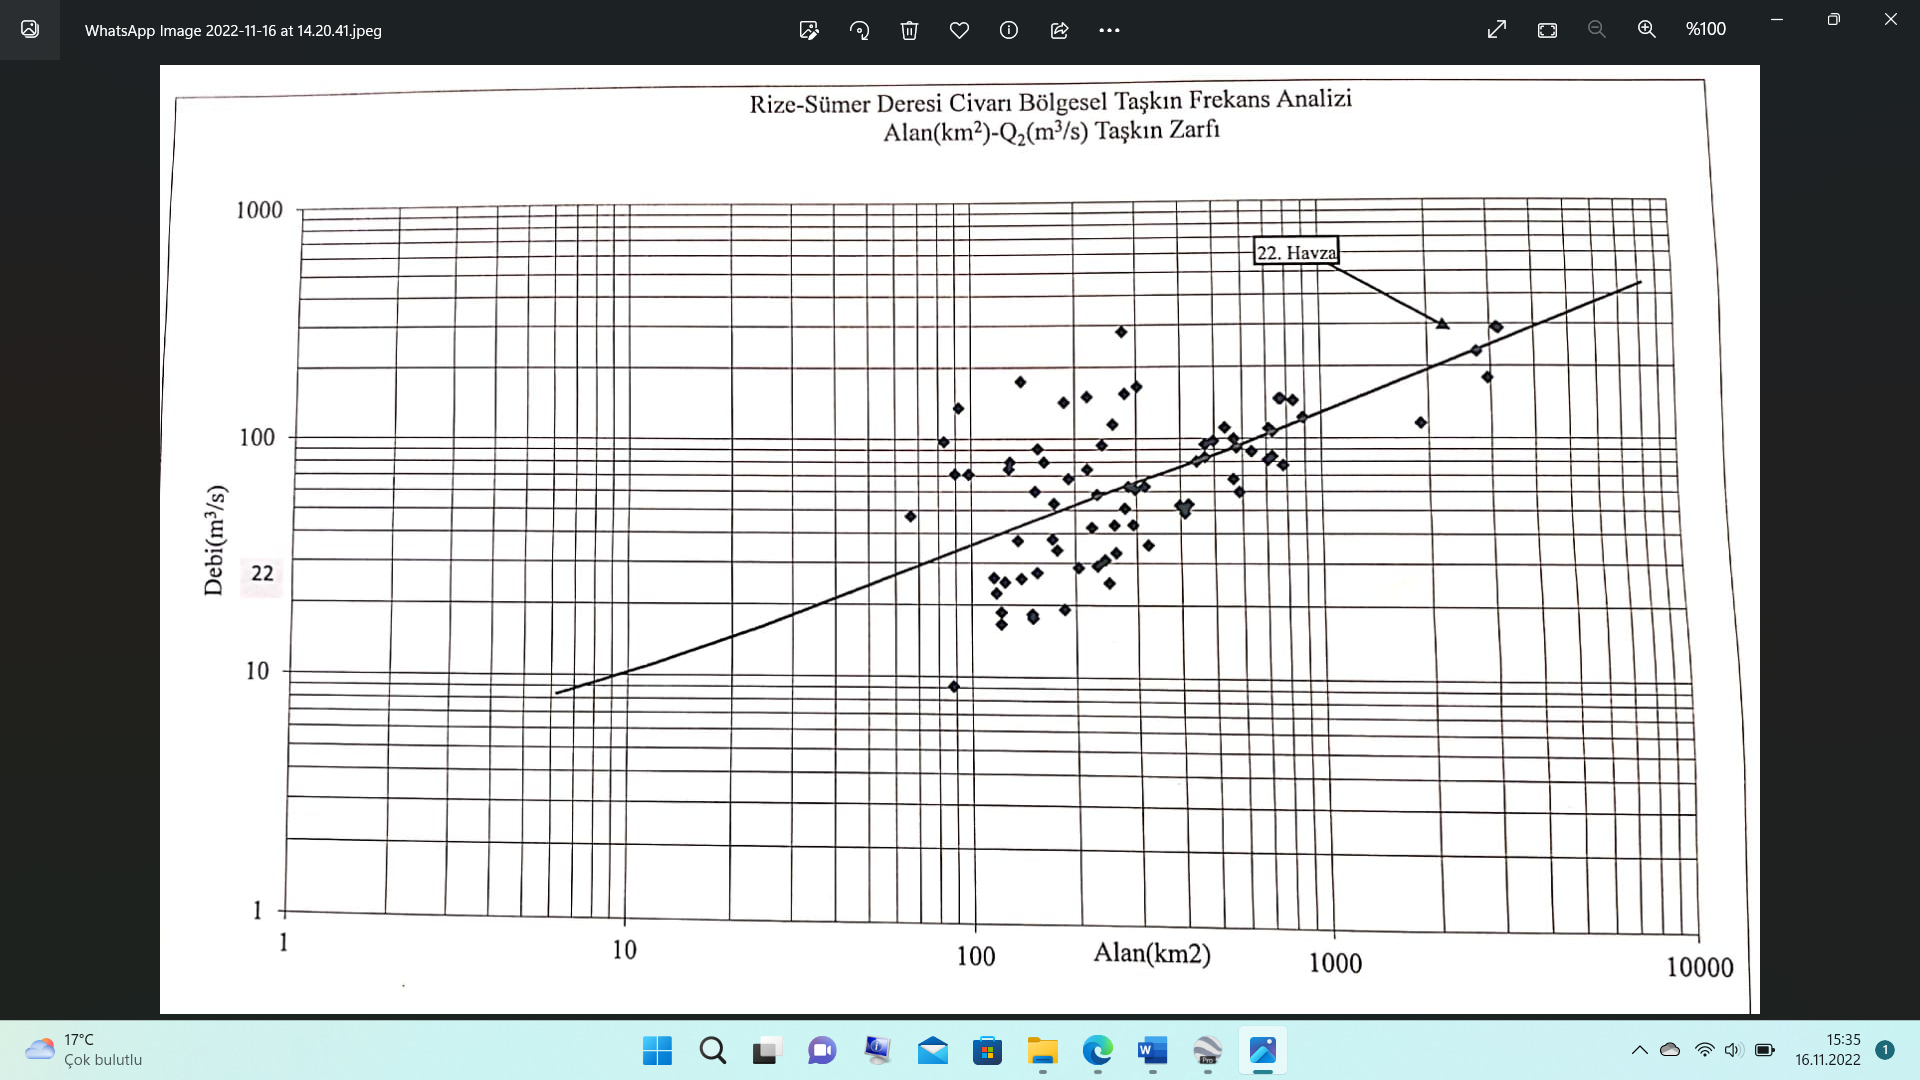 WhatsApp Image 2022-11-16 at 14.20.41.jpeg
%100
Rize-Sümer Deresi Civarı Bölgesel Taşkın Frekans Analizi
Alan(km²)-Q₂(m³/s) Taşkın Zarfı
1000
22. Havza
100
Debi(m³/s)
22
10
1
1
10
100
Alan(km2)
1000
10000
17°C
Çok bulutlu
W
Pro
15:35
16.11.2022
1